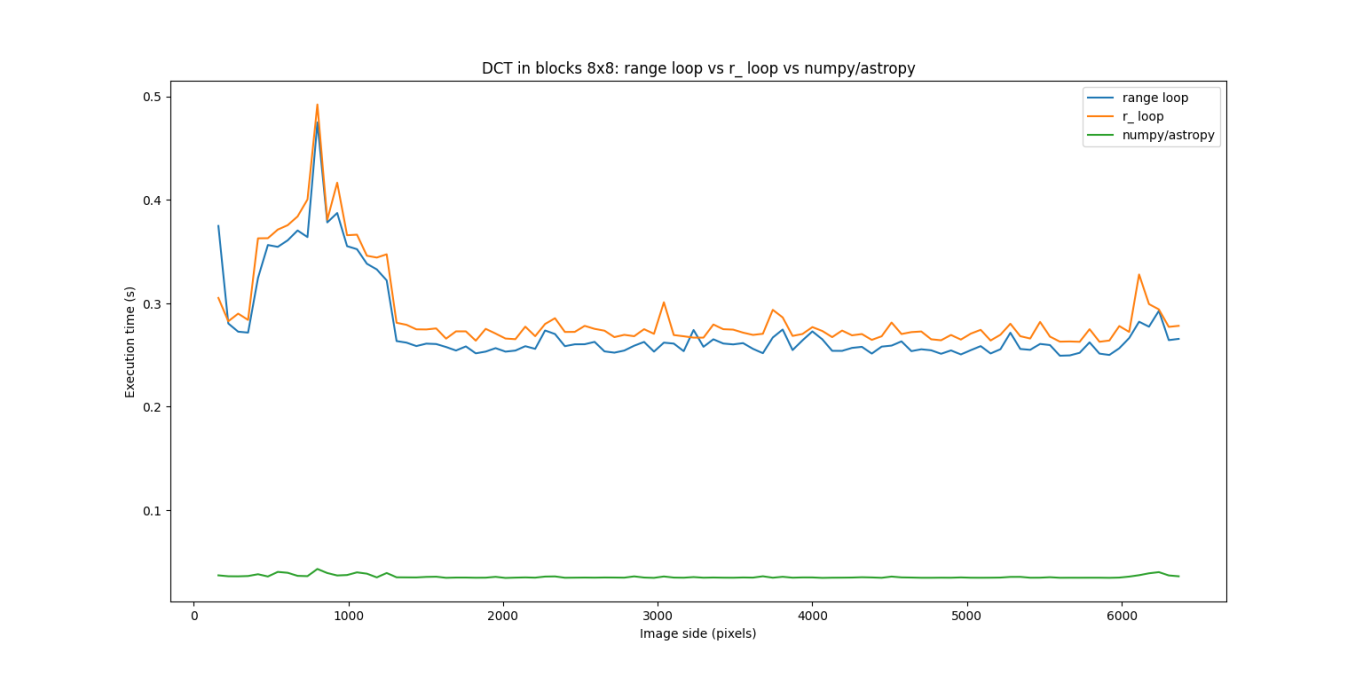 DCT in blocks 8x8: range loop vs r_ loop vs numpy/astropy
range loop
r_ loop
numpy/astropy
Execution time (s)
0.5
0.4
0.3
0.2
0.1
0 1000 2000 3000 4000 5000 6000
Image side (pixels)